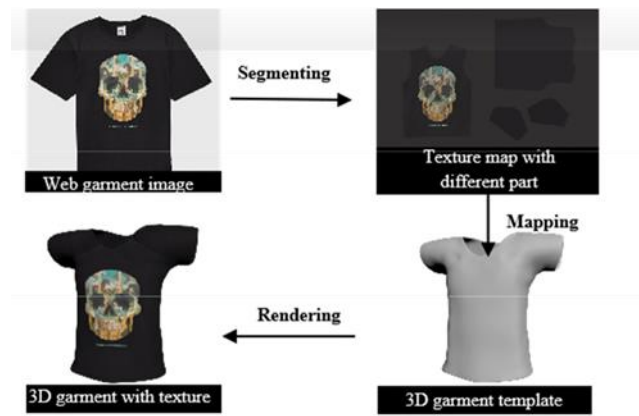 Segmenting
Web garment image
Texture map with
different part
Mapping
Rendering
3D garment with texture
3D garment template